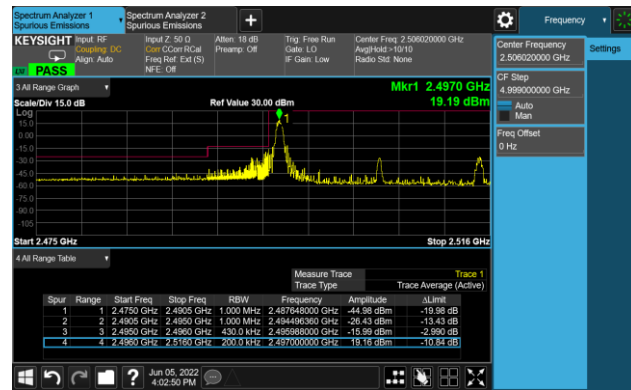 Spectrum Analyzer 1
Spurious Emissions
Spectrum Analyzer 2
Spurious Emissions
Frequency
KEYSIGHT
Input: RF
Coupling: DC
Align: Auto
Input Z: 50 Ω
Corr CCorr RCal
Freq Ref: Ext (S)
NFE: Off
Atten: 18 dB
Preamp: Off
Trig: Free Run
Gate: LO
IF Gain: Low
Center Freq: 2.506020000 GHz
Avg|Hold:>10/10
Radio Std: None
LXI
PASS
Center Frequency
2.506020000 GHz
Settings
CF Step
4.999000000 GHz
Auto
Man
Freq Offset
0 Hz
3 All Range Graph
Mkr1 2.4970 GHz
19.19 dBm
Scale/Div 15.0 dB
Ref Value 30.00 dBm
Log
15.0
0.00
-15.0
-30.0
-45.0
-60.0
-75.0
-90.0
-105
1
Start 2.475 GHz
Stop 2.516 GHz
4 All Range Table
Measure Trace Trace 1
Trace Type Trace Average (Active)
Spur Range Start Freq Stop Freq RBW Frequency Amplitude ΔLimit
1 1 2.4750 GHz 2.4905 GHz 1.000 MHz 2.487648000 GHz -44.98 dBm -19.98 dB
2 2 2.4905 GHz 2.4950 GHz 1.000 MHz 2.494496360 GHz -26.43 dBm -13.43 dB
3 3 2.4950 GHz 2.4960 GHz 430.0 kHz 2.495988000 GHz -15.99 dBm -2.990 dB
4 4 2.4960 GHz 2.5160 GHz 200.0 kHz 2.497000000 GHz 19.16 dBm -10.84 dB
Jun 05, 2022
4:02:50 PM